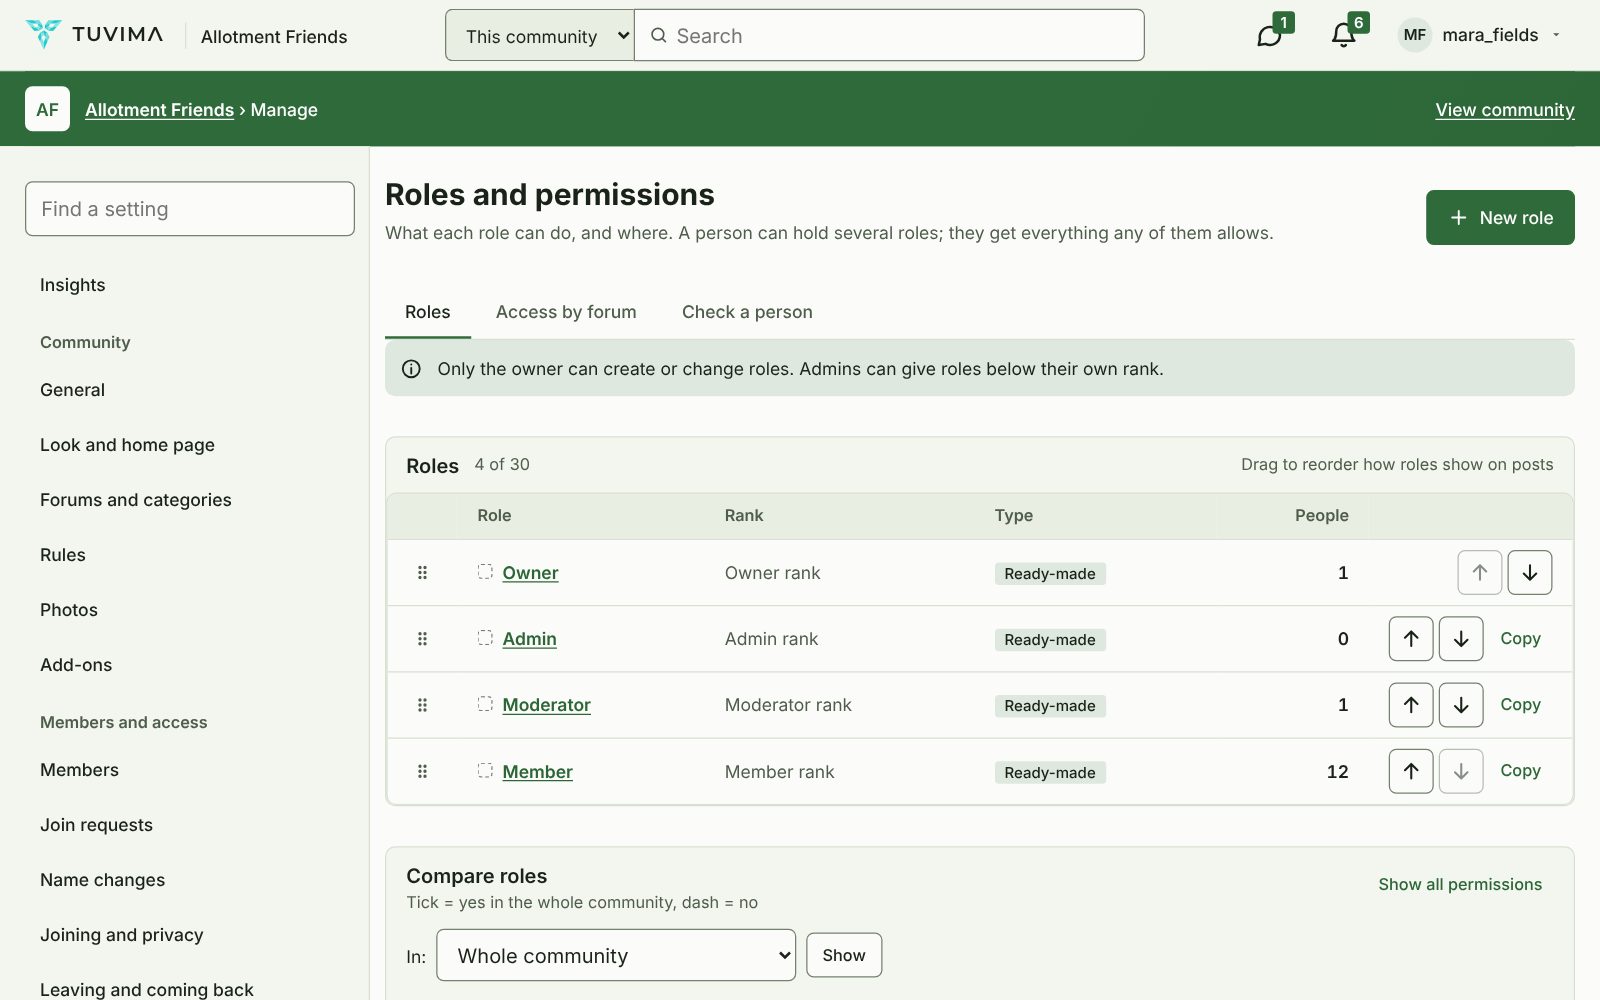 TUVIMA
Allotment Friends
This community
Search
1
6
MF
mara_fields
AF
Allotment Friends › Manage
View community
Find a setting
Insights
Community
General
Look and home page
Forums and categories
Rules
Photos
Add-ons
Members and access
Members
Join requests
Name changes
Joining and privacy
Leaving and coming back
Roles and permissions
What each role can do, and where. A person can hold several roles; they get everything any of them allows.
+ New role
Roles
Access by forum
Check a person
Only the owner can create or change roles. Admins can give roles below their own rank.
Roles 4 of 30
Drag to reorder how roles show on posts
Role Rank Type People
Owner Owner rank Ready-made 1 ↑ ↓
Admin Admin rank Ready-made 0 ↑ ↓ Copy
Moderator Moderator rank Ready-made 1 ↑ ↓ Copy
Member Member rank Ready-made 12 ↑ ↓ Copy
Compare roles
Tick = yes in the whole community, dash = no
Show all permissions
In: Whole community Show